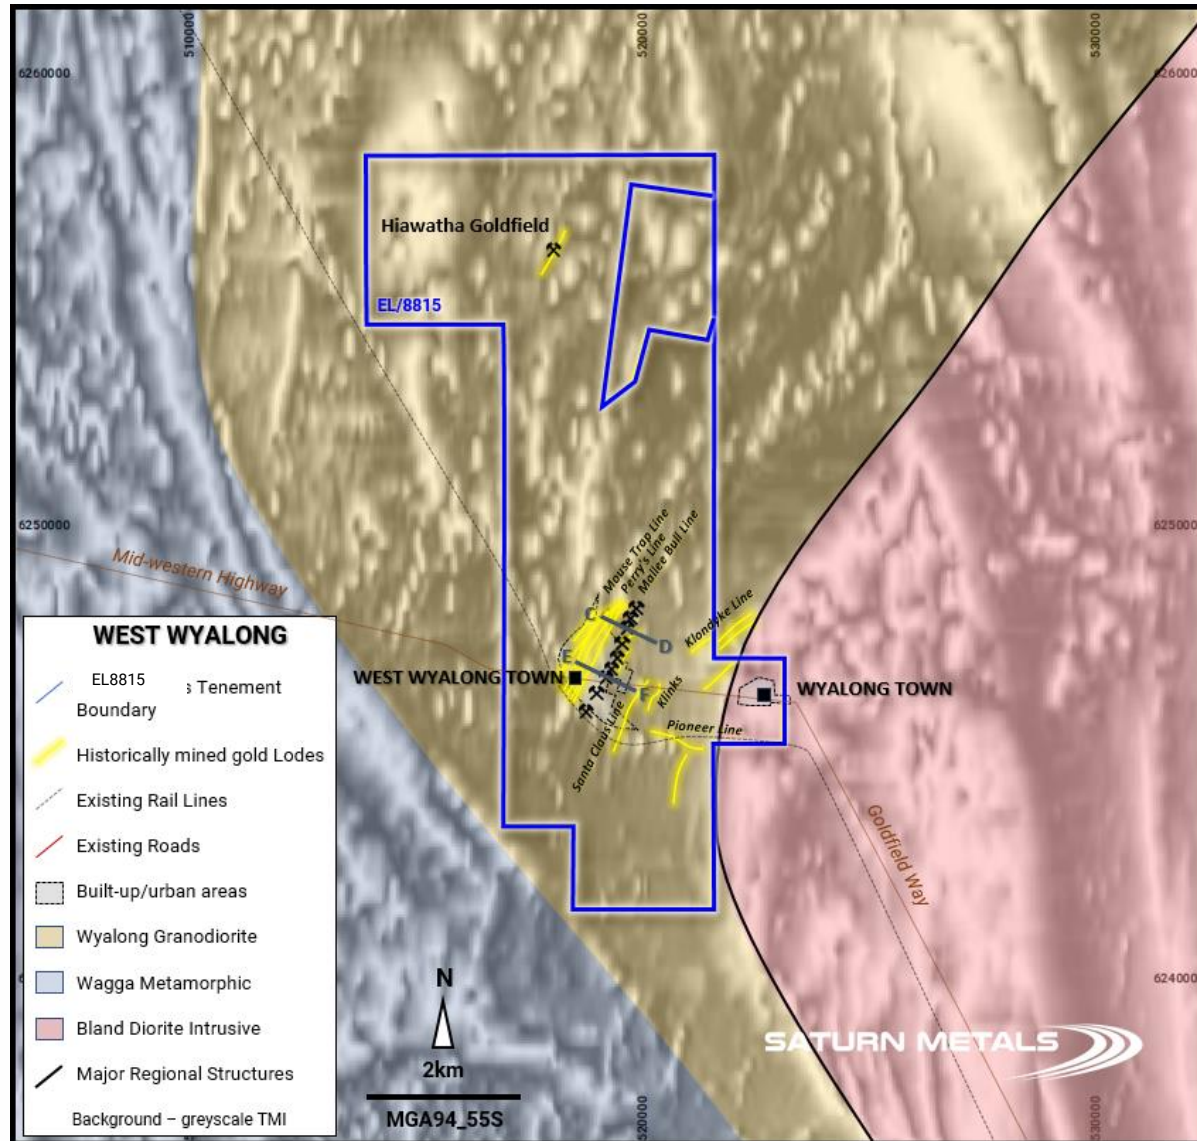 510000
520000
530000
6260000
Hiawatha Goldfield
EL/8815
6250000
Mid-western Highway
Mouse Trap Line
Perry's Line
Mallee Bull Line
Klondyke Line
C
D
E
F
WEST WYALONG TOWN
WYALONG TOWN
Klinks
Santa Claus Line
Pioneer Line
Goldfield Way
WEST WYALONG
EL8815 s Tenement
Boundary
Historically mined gold Lodes
Existing Rail Lines
Existing Roads
Built-up/urban areas
Wyalong Granodiorite
Wagga Metamorphic
Bland Diorite Intrusive
Major Regional Structures
Background – greyscale TMI
N
2km
MGA94_55S
SATURN METALS
520000
530000